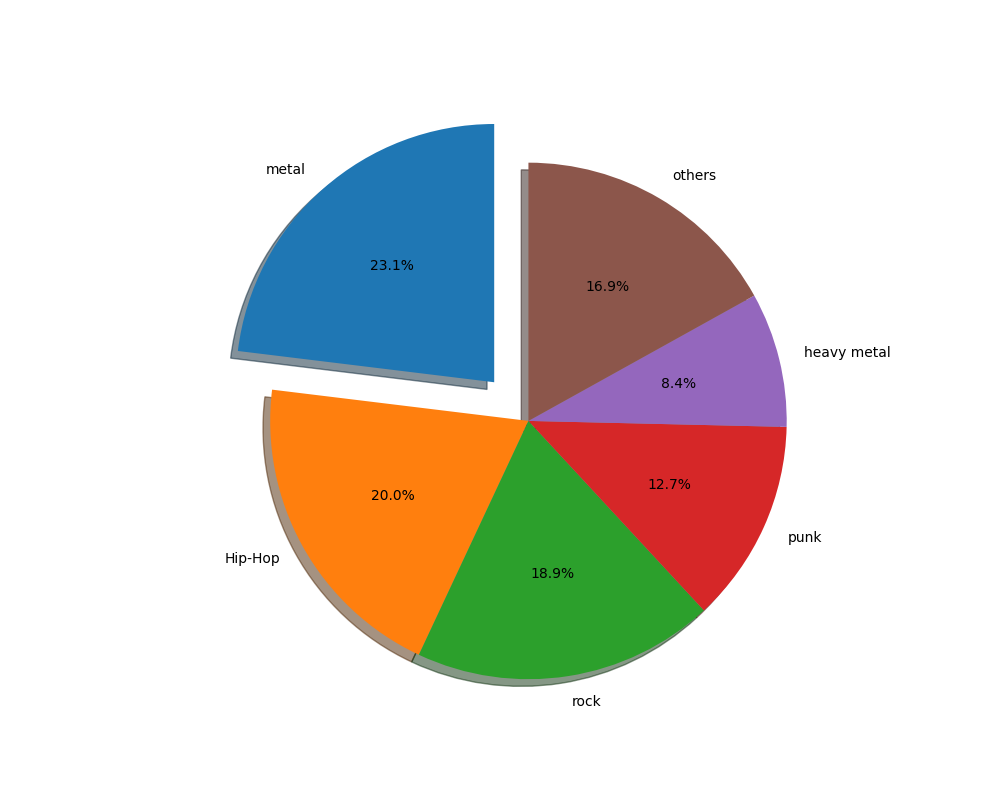 metal
23.1%
others
16.9%
heavy metal
8.4%
Hip-Hop
20.0%
punk
12.7%
rock
18.9%